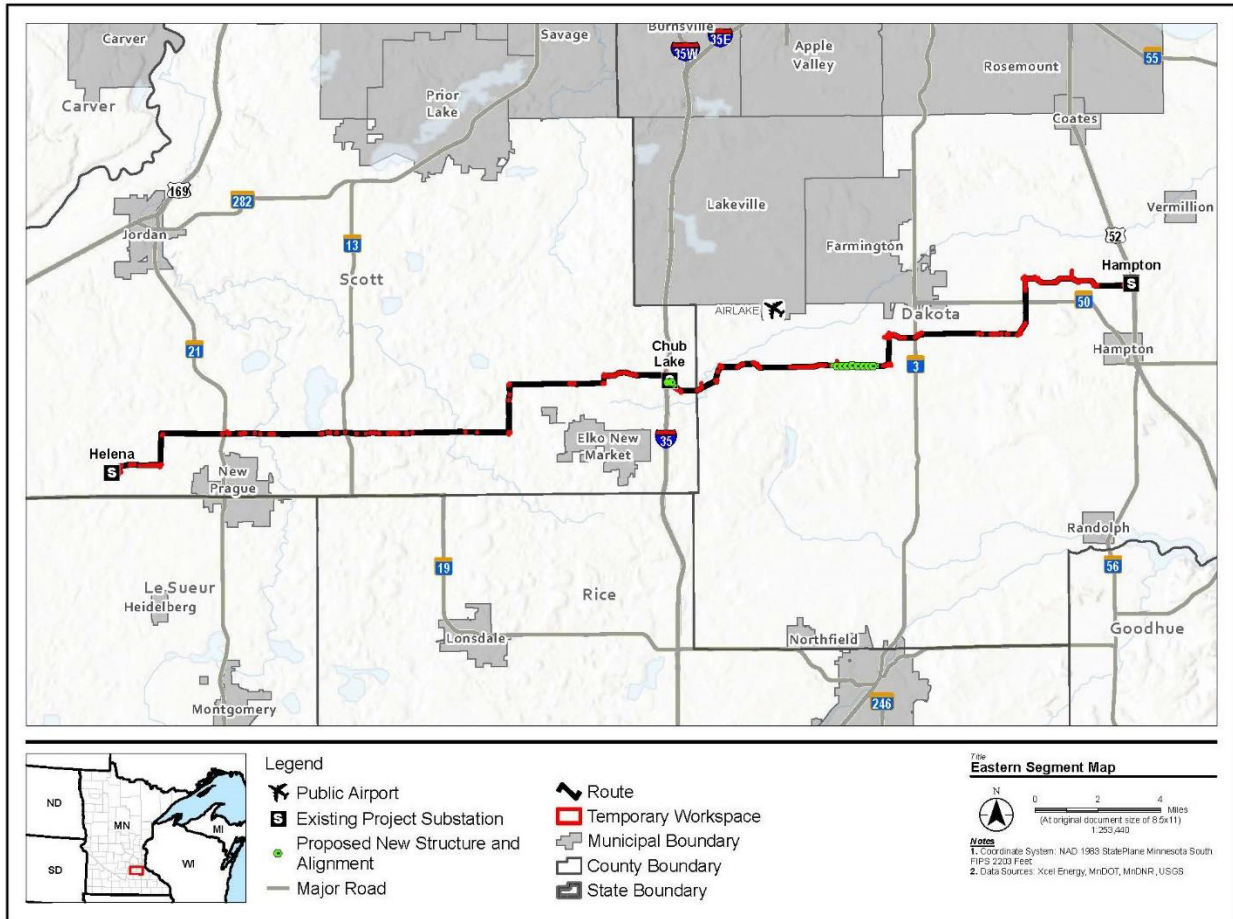 Carver
Savage
Burnsville
35W
35E
Apple
Valley
Rosemount
55
Carver
Prior
Lake
Coates
169
282
Lakeville
Vermillion
Jordan
13
Farmington
52
Scott
Hampton
AIRLAKE
Dakota
50
21
Chub
Lake
3
Hampton
Elko New
Market
35
Helena
New
Prague
Randolph
19
56
Le Sueur
Heidelberg
Rice
Goodhue
Lonsdale
Northfield
Montgomery
246
ND
MN
SD
WI
MI
Legend
Public Airport
S Existing Project Substation
Proposed New Structure and
Alignment
Major Road
Route
Temporary Workspace
Municipal Boundary
County Boundary
State Boundary
Title
Eastern Segment Map
N
0 2 4
Miles
(At original document size of 8.5x11)
1:253,440
Notes
1. Coordinate System: NAD 1983 StatePlane Minnesota South
FIPS 2203 Feet
2. Data Sources: Xcel Energy, MnDOT, MnDNR, USGS